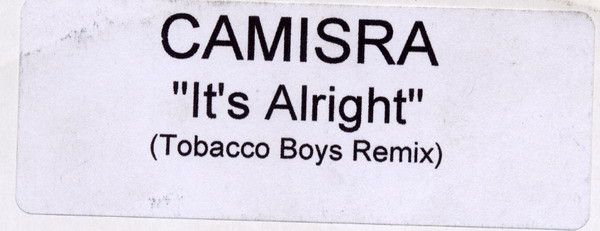 CAMISRA
"It's Alright"
(Tobacco Boys Remix)